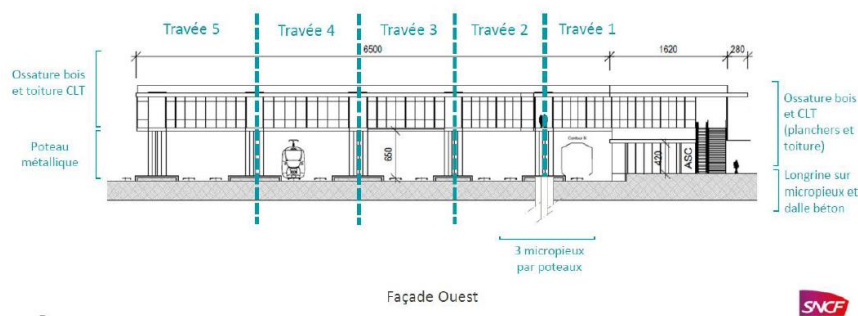 Travée 5
Travée 4
Travée 3
Travée 2
Travée 1
6500
1620
280
Ossature bois
et toiture CLT
Poteau
métallique
650
420
ASC
Ossature bois
et CLT
(planchers et
toiture)
Longrine sur
micropieux et
dalle béton
3 micropieux
par poteaux
Façade Ouest
SNCF